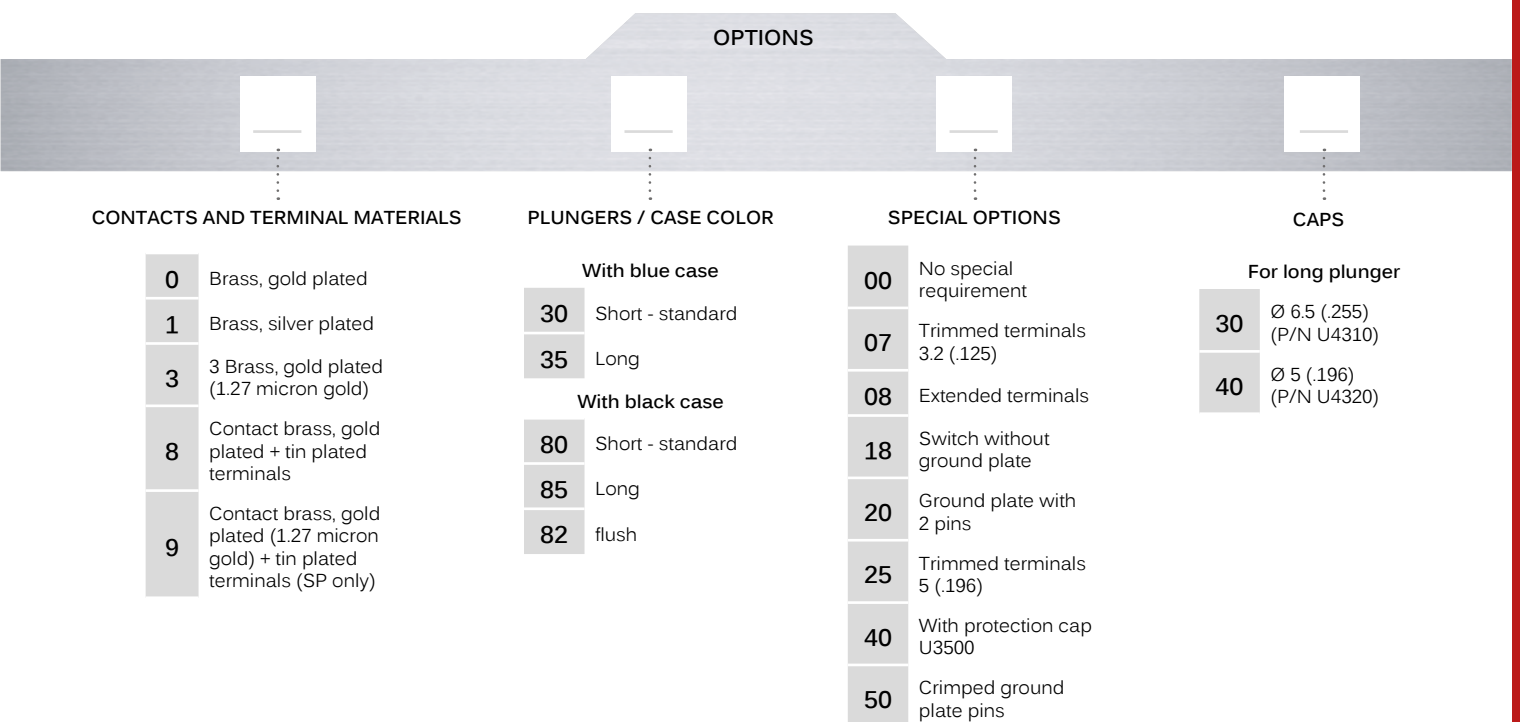 OPTIONS
CONTACTS AND TERMINAL MATERIALS
0 Brass, gold plated
1 Brass, silver plated
3 3 Brass, gold plated
(1.27 micron gold)
8 Contact brass, gold
plated + tin plated
terminals
9 Contact brass, gold
plated (1.27 micron
gold) + tin plated
terminals (SP only)
PLUNGERS / CASE COLOR
With blue case
30 Short - standard
35 Long
With black case
80 Short - standard
85 Long
82 flush
SPECIAL OPTIONS
00 No special
requirement
07 Trimmed terminals
3.2 (.125)
08 Extended terminals
18 Switch without
ground plate
20 Ground plate with
2 pins
25 Trimmed terminals
5 (.196)
40 With protection cap
U3500
50 Crimped ground
plate pins
CAPS
For long plunger
30 Ø 6.5 (.255)
(P/N U4310)
40 Ø 5 (.196)
(P/N U4320)